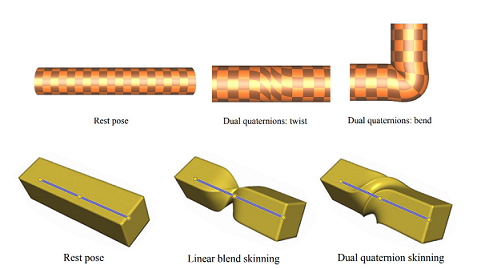 Rest pose
Dual quaternions: twist
Dual quaternions: bend
Rest pose
Linear blend skinning
Dual quaternion skinning